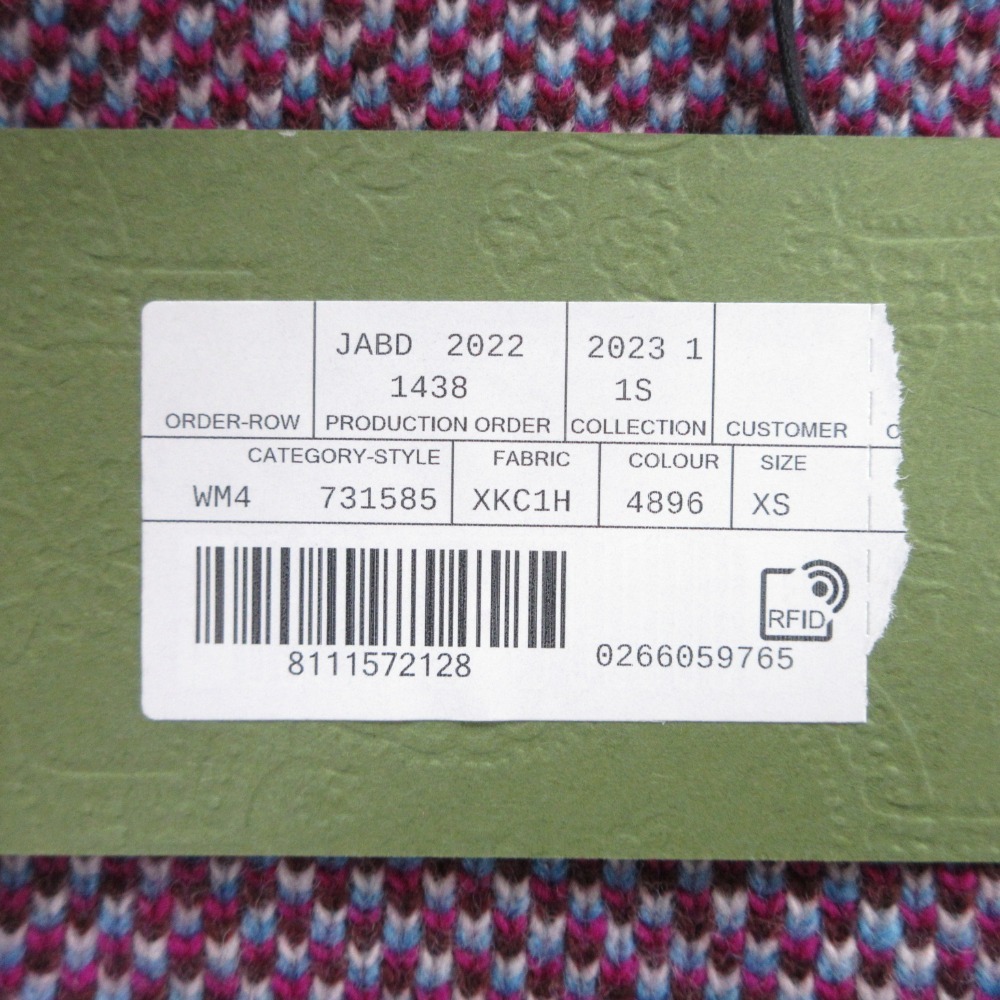 JABD 2022
1438
2023 1
1S
ORDER-ROW PRODUCTION ORDER COLLECTION CUSTOMER
CATEGORY-STYLE FABRIC COLOUR SIZE
WM4 731585 XKC1H 4896 XS
RFID
8111572128 0266059765